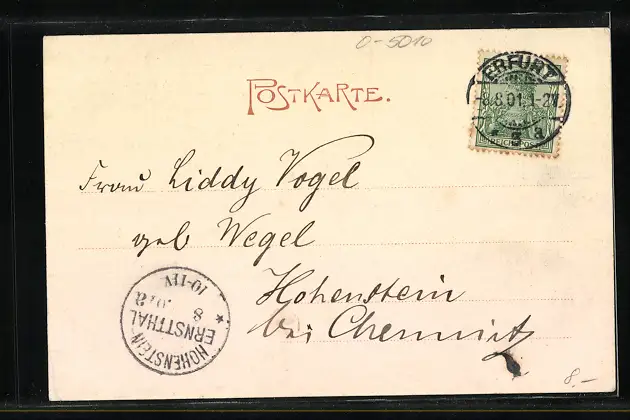 0-5010
POSTKARTE.
ERFURT
8.8.01.1-2N.
* a
Frau Liddy Vogel
geb Wegel
Hohenstein
bei Chemnitz
HOHENSTEIN-
ERNSTTHAL
8
10-11V
8.-